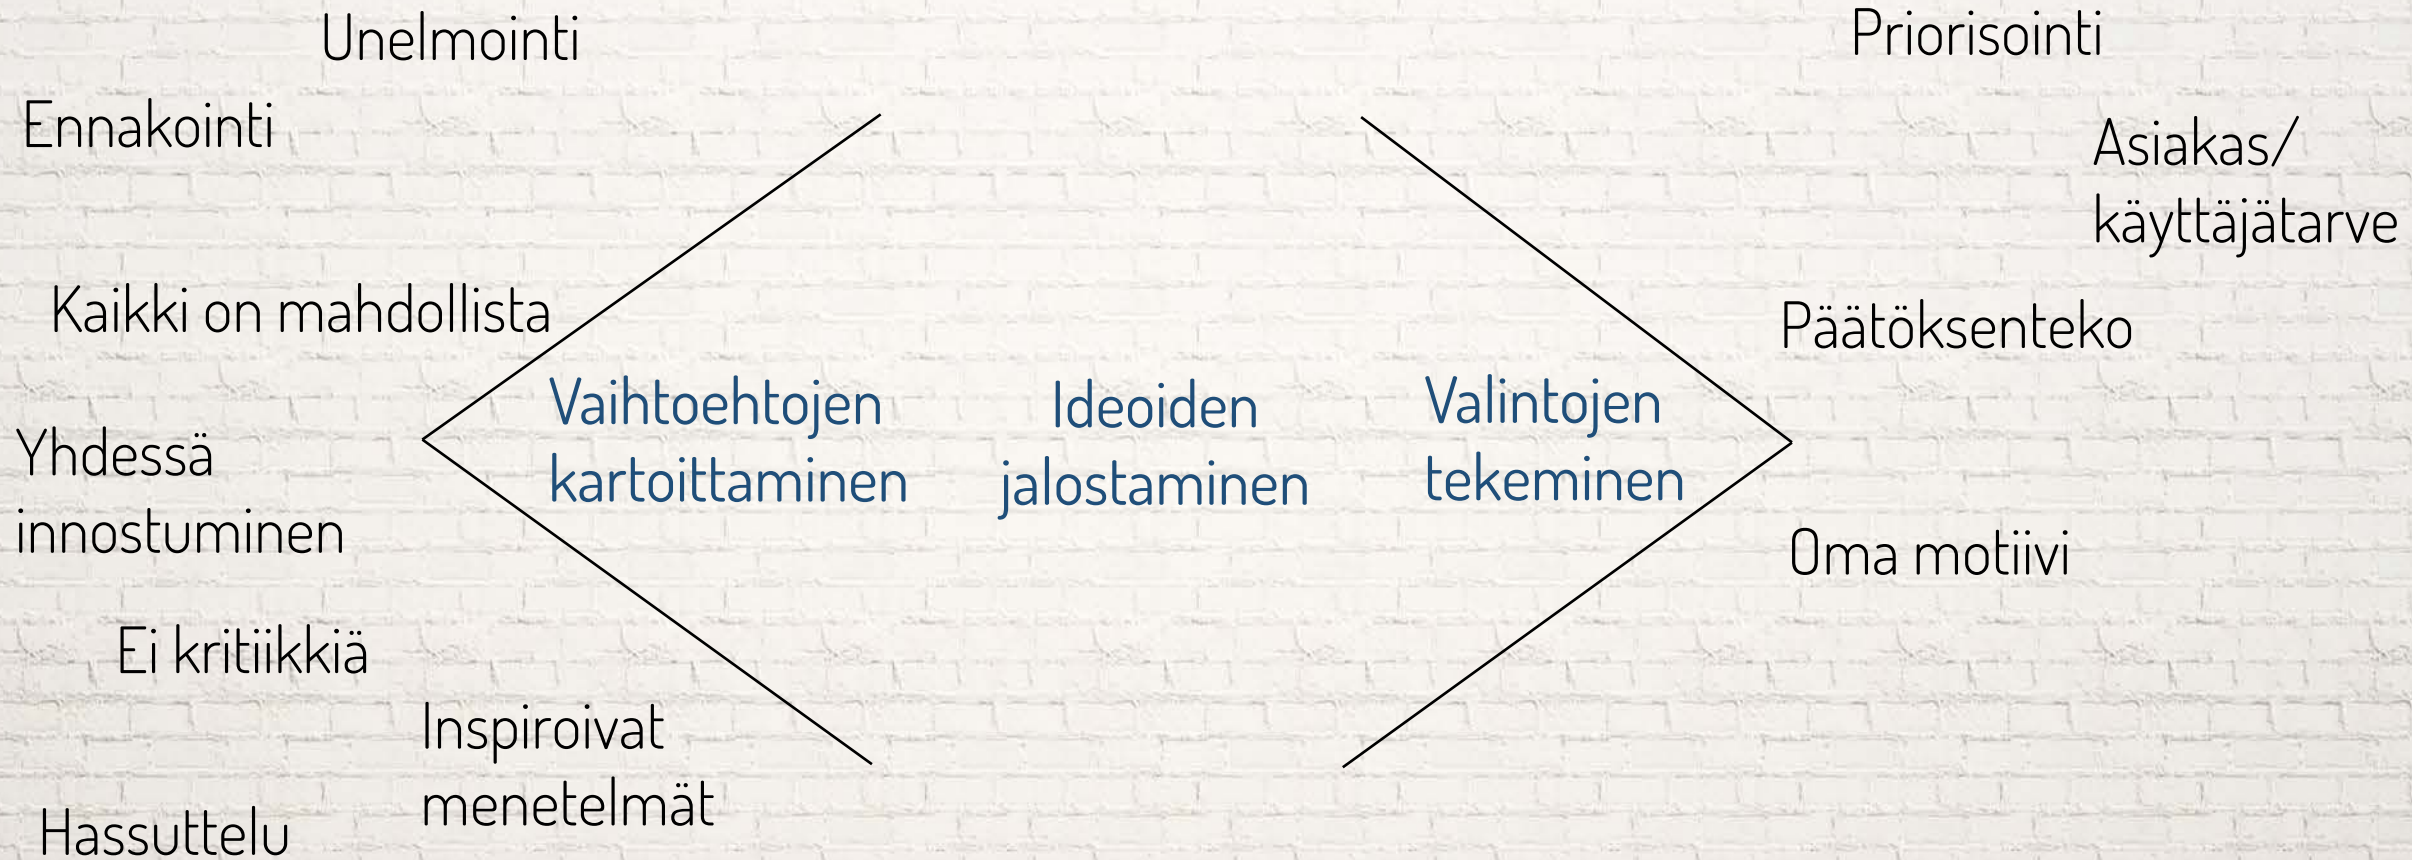 Unelmointi
Ennakointi
Kaikki on mahdollista
Yhdessä
innostuminen
Ei kritiikkiä
Inspiroivat
menetelmät
Hassuttelu
Vaihtoehtojen
kartoittaminen
Ideoiden
jalostaminen
Valintojen
tekeminen
Priorisointi
Asiakas/
käyttäjätarve
Päätöksenteko
Oma motiivi